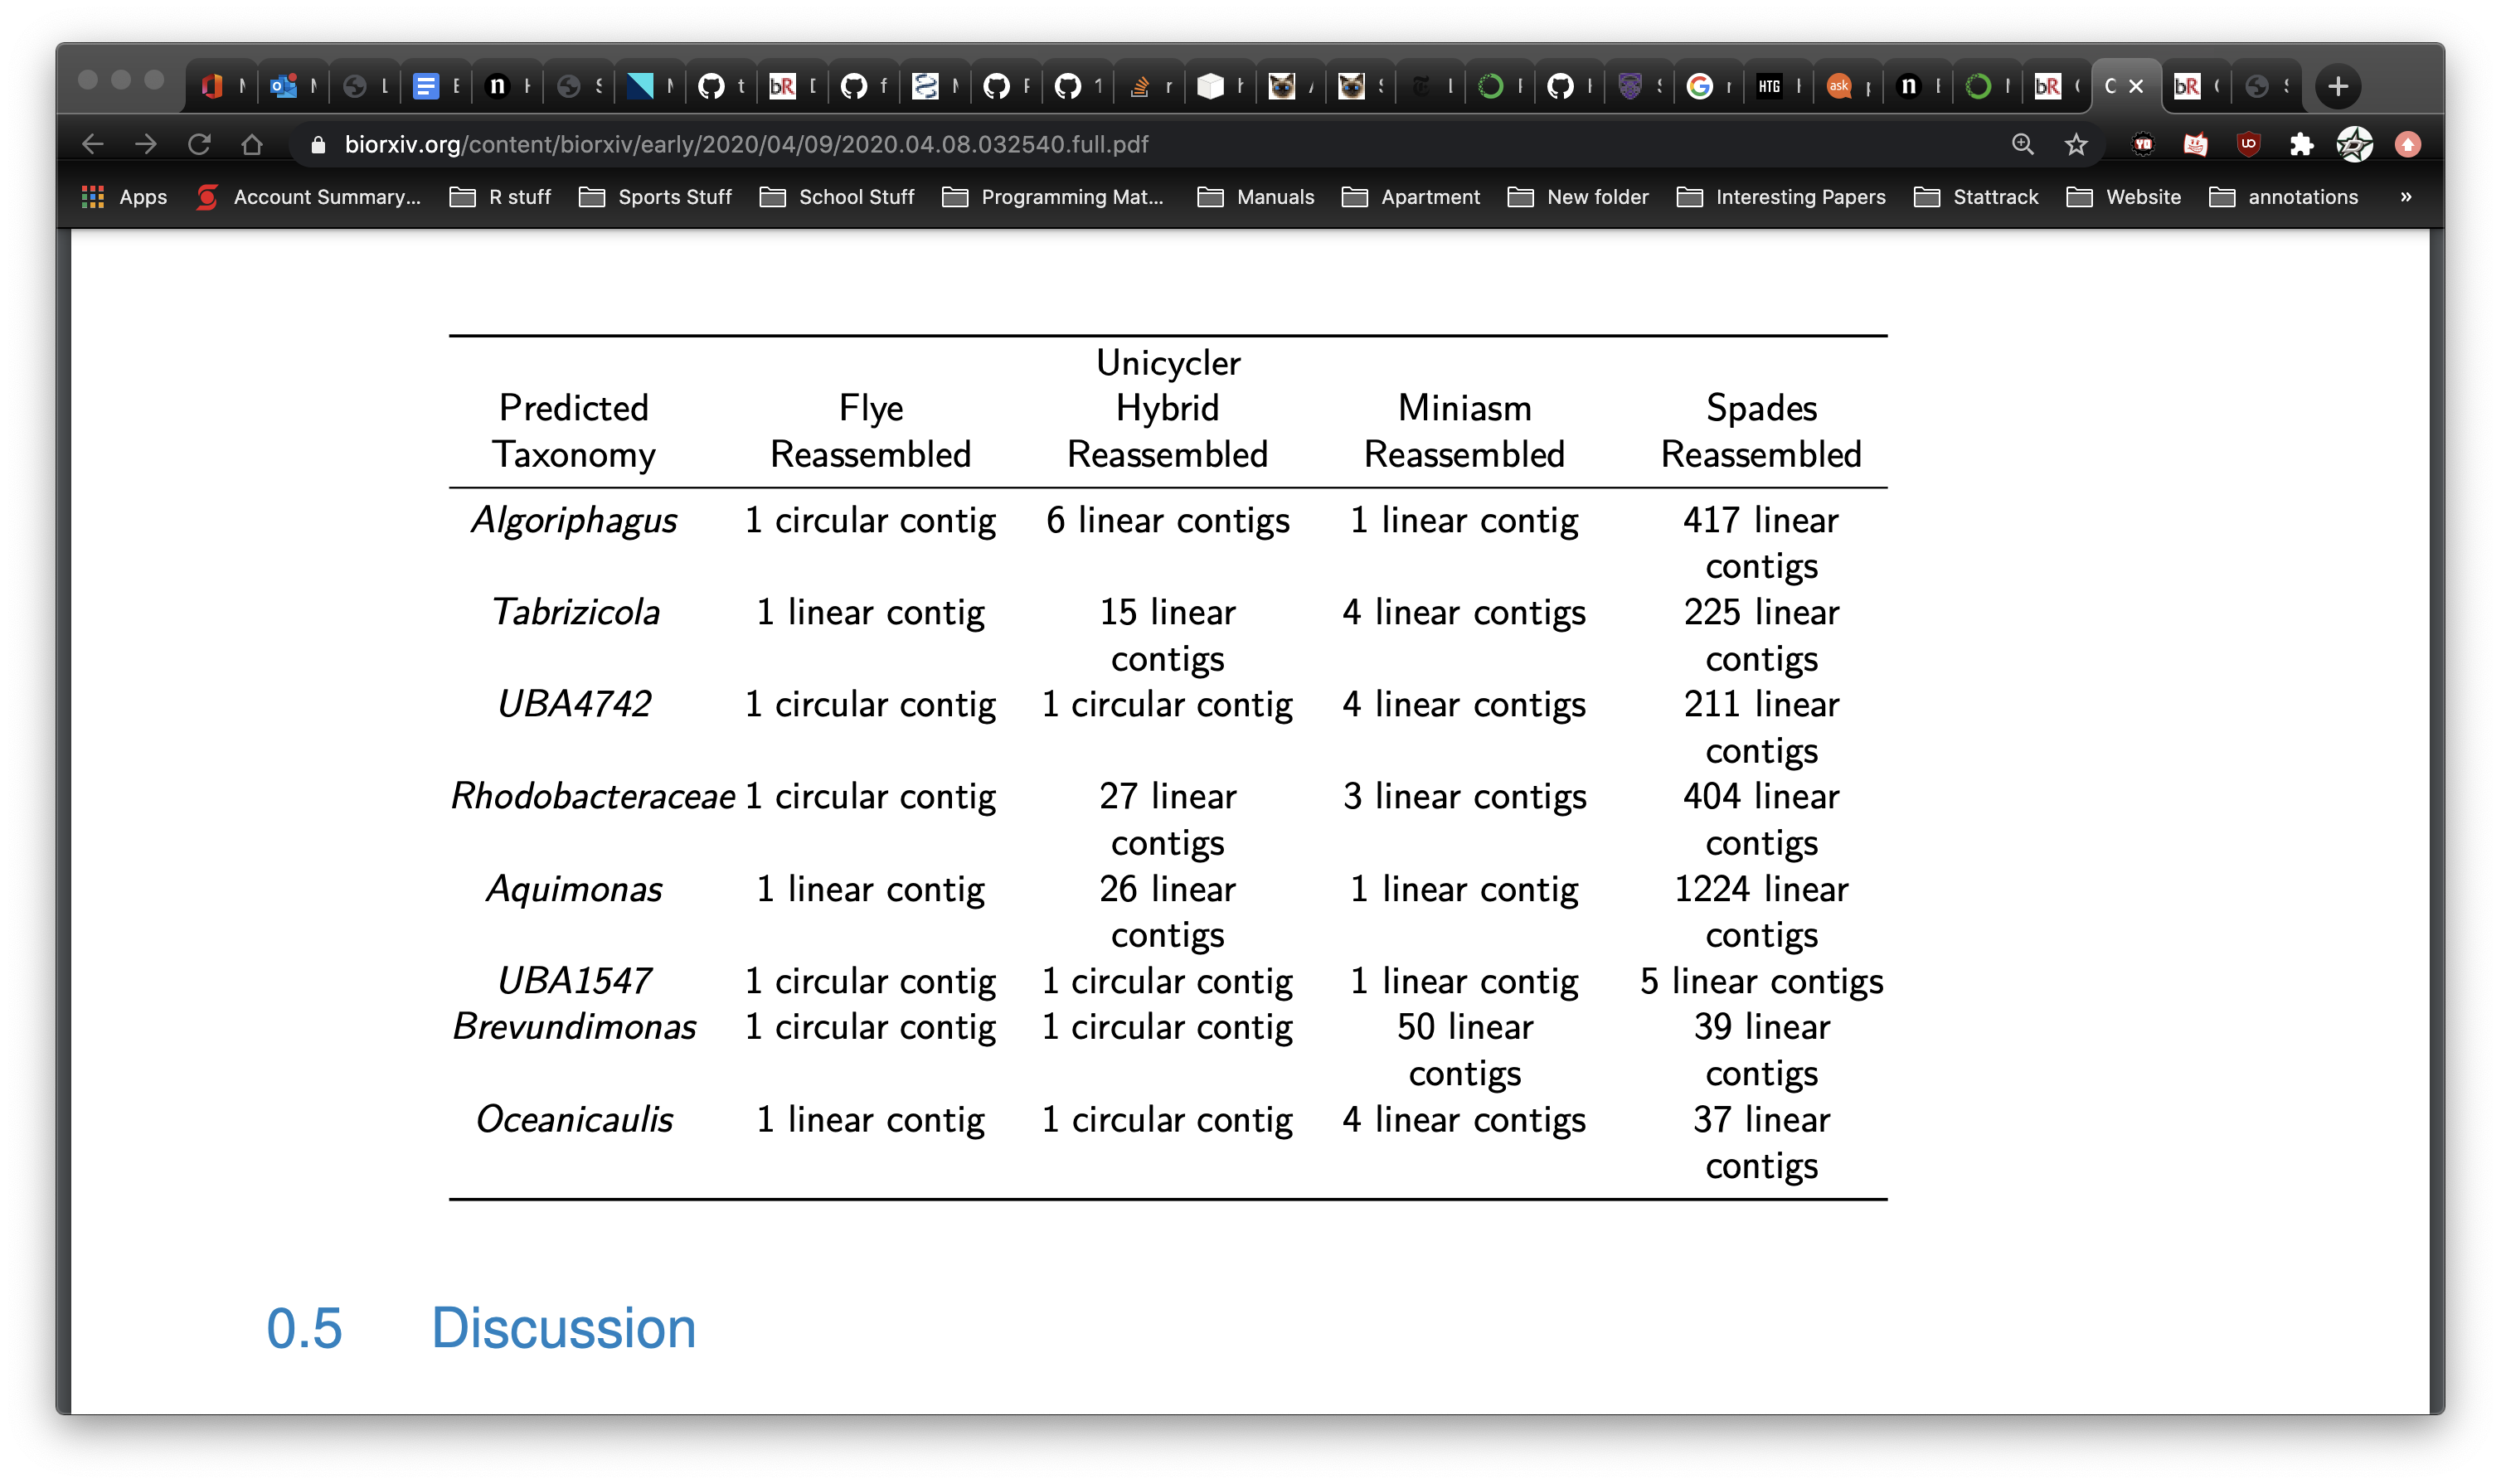 biorxiv.org/content/biorxiv/early/2020/04/09/2020.04.08.032540.full.pdf
Apps Account Summary... R stuff Sports Stuff School Stuff Programming Mat... Manuals Apartment New folder Interesting Papers Stattrack Website annotations »
Unicycler
Predicted Flye Hybrid Miniasm Spades
Taxonomy Reassembled Reassembled Reassembled Reassembled
Algoriphagus 1 circular contig 6 linear contigs 1 linear contig 417 linear
contigs
Tabrizicola 1 linear contig 15 linear 4 linear contigs 225 linear
contigs contigs
UBA4742 1 circular contig 1 circular contig 4 linear contigs 211 linear
contigs
Rhodobacteraceae 1 circular contig 27 linear 3 linear contigs 404 linear
contigs contigs
Aquimonas 1 linear contig 26 linear 1 linear contig 1224 linear
contigs contigs
UBA1547 1 circular contig 1 circular contig 1 linear contig 5 linear contigs
Brevundimonas 1 circular contig 1 circular contig 50 linear 39 linear
contigs contigs
Oceanicaulis 1 linear contig 1 circular contig 4 linear contigs 37 linear
contigs
0.5 Discussion